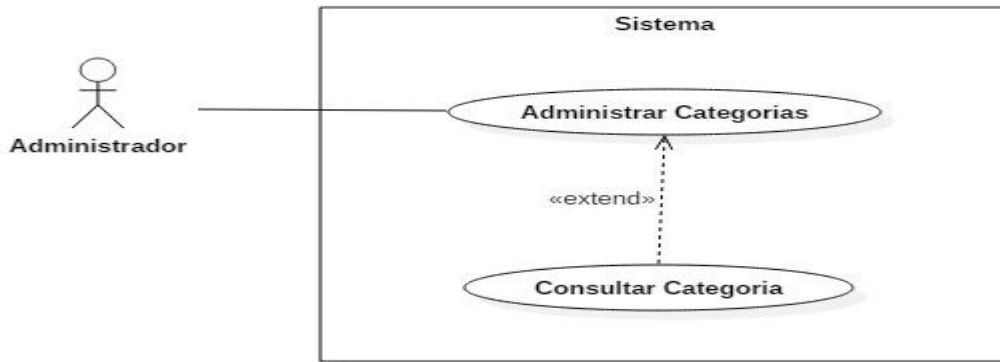 Sistema
Administrar Categorias
Administrador
«extend»
Consultar Categoria